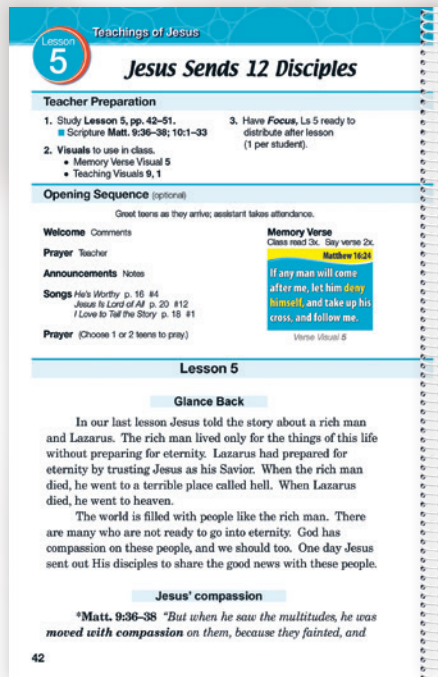 Teachings of Jesus
Lesson
5
Jesus Sends 12 Disciples
Teacher Preparation
1. Study Lesson 5, pp. 42–51.
■ Scripture Matt. 9:36–38; 10:1–33
2. Visuals to use in class.
• Memory Verse Visual 5
• Teaching Visuals 9, 1
3. Have Focus, Ls 5 ready to
distribute after lesson
(1 per student).
Opening Sequence (optional)
Greet teens as they arrive; assistant takes attendance.
Welcome Comments
Prayer Teacher
Announcements Notes
Songs He's Worthy p. 16 #4
Jesus Is Lord of All p. 20 #12
I Love to Tell the Story p. 18 #1
Prayer (Choose 1 or 2 teens to pray.)
Memory Verse
Class read 3x. Say verse 2x.
Matthew 16:24
If any man will come
after me, let him deny
himself, and take up his
cross, and follow me.
Verse Visual 5
Lesson 5
Glance Back
In our last lesson Jesus told the story about a rich man
and Lazarus. The rich man lived only for the things of this life
without preparing for eternity. Lazarus had prepared for
eternity by trusting Jesus as his Savior. When the rich man
died, he went to a terrible place called hell. When Lazarus
died, he went to heaven.
The world is filled with people like the rich man. There
are many who are not ready to go into eternity. God has
compassion on these people, and we should too. One day Jesus
sent out His disciples to share the good news with these people.
Jesus' compassion
*Matt. 9:36–38 "But when he saw the multitudes, he was
moved with compassion on them, because they fainted, and
42